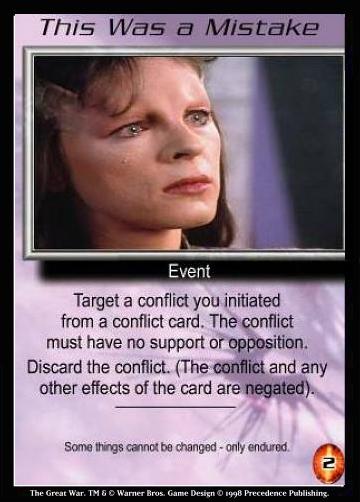 This Was a Mistake
Event
Target a conflict you initiated
from a conflict card. The conflict
must have no support or opposition.
Discard the conflict. (The conflict and any
other effects of the card are negated).
Some things cannot be changed - only endured.
2
The Great War. TM & © Warner Bros. Game Design © 1998 Precedence Publishing.